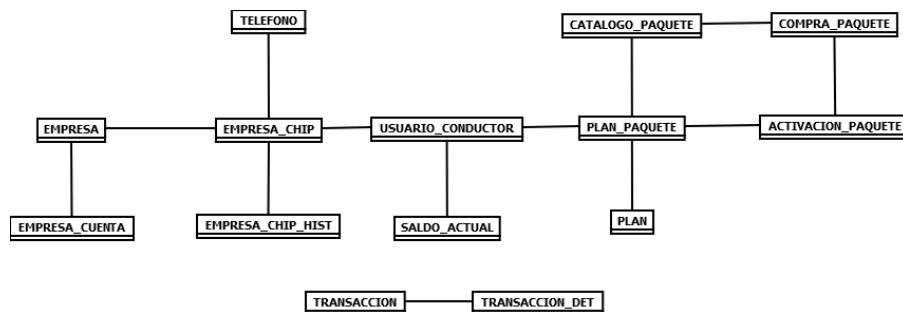 TELEFONO
CATALOGO_PAQUETE
COMPRA_PAQUETE
EMPRESA
EMPRESA_CHIP
USUARIO_CONDUCTOR
PLAN_PAQUETE
ACTIVACION_PAQUETE
EMPRESA_CUENTA
EMPRESA_CHIP_HIST
SALDO_ACTUAL
PLAN
TRANSACCION
TRANSACCION_DET